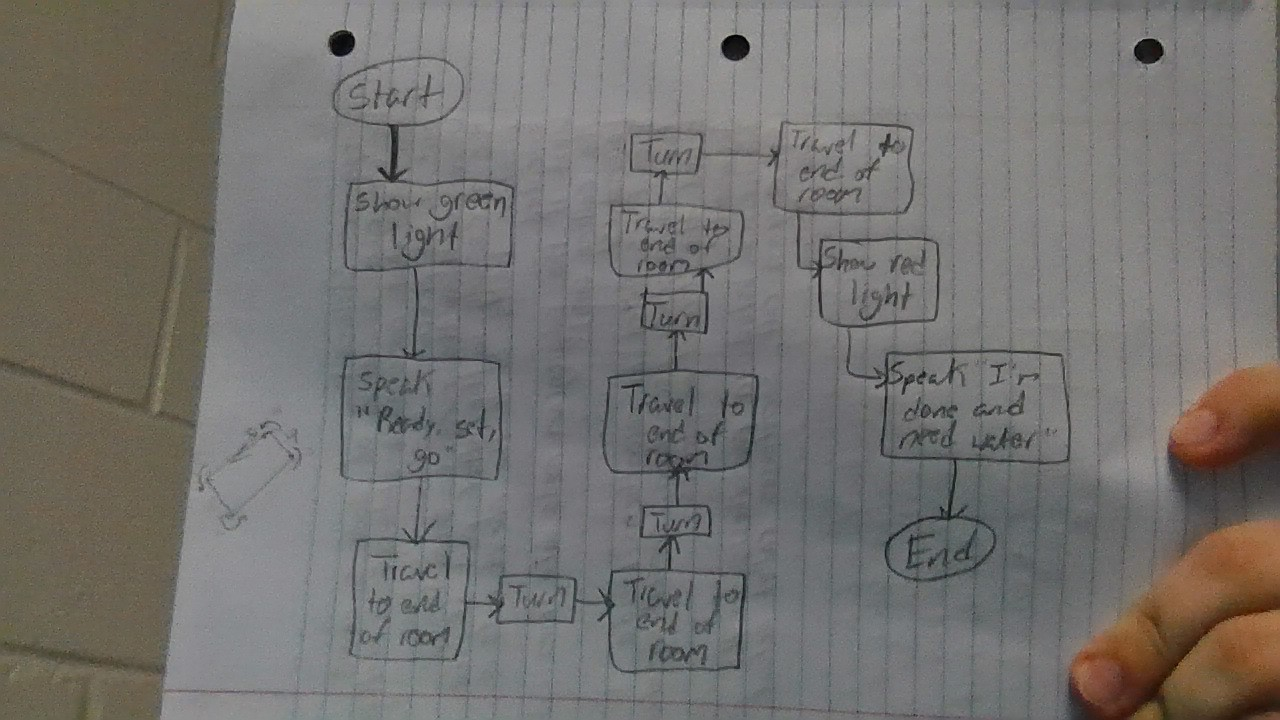 Start
Show green
light
Speak
"Ready, set,
go"
Travel
to end
of room
Turn
Travel to
end of
room
Turn
Travel to
end of
room
Turn
Travel to
end of
room
Turn
Travel to
end of
room
Show red
light
Speak "I'm
done and
need water"
End